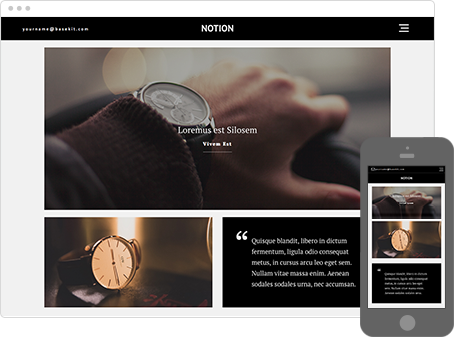 yourname@basekit.com
NOTION
Loremus est Silosem
Vivem Est
“
Quisque blandit, libero in dictum
fermentum, ligula odio consequat
metus, in cursus arcu leo eget sem.
Nullam vitae massa enim. Aenean
sodales sodales urna, nec accumsan.
NOTION